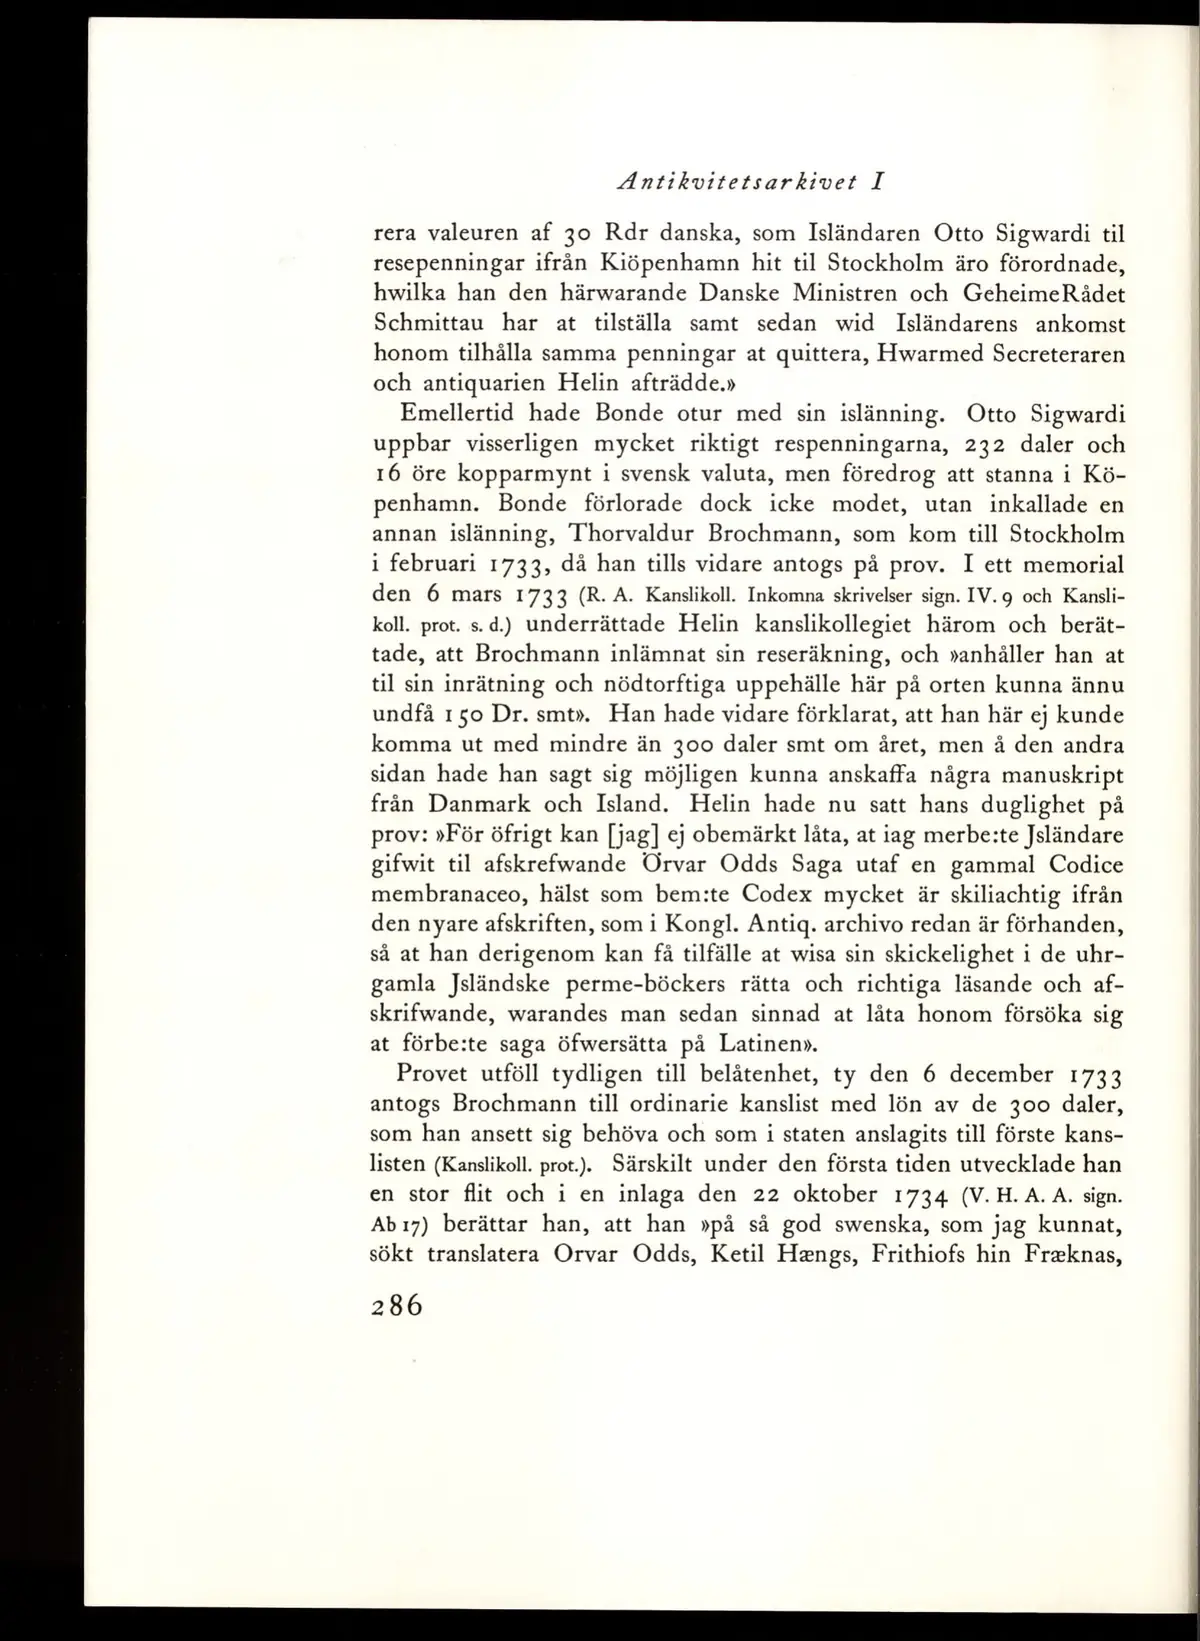 Antikvitetsarkivet I
rera valeuren af 30 Rdr danska, som Isländaren Otto Sigwardi til
resepenningar ifrån Kiöpenhamn hit til Stockholm äro förordnade,
hwilka han den härwarande Danske Ministren och GeheimeRådet
Schmittau har at tilställa samt sedan wid Isländarens ankomst
honom tilhålla samma penningar at quittera, Hwarmed Secreteraren
och antiquarien Helin afträdde.»
Emellertid hade Bonde otur med sin islänning. Otto Sigwardi
uppbar visserligen mycket riktigt respenningarna, 232 daler och
16 öre kopparmynt i svensk valuta, men föredrog att stanna i Kö-
penhamn. Bonde förlorade dock icke modet, utan inkallade en
annan islänning, Thorvaldur Brochmann, som kom till Stockholm
i februari 1733, då han tills vidare antogs på prov. I ett memorial
den 6 mars 1733 (R. A. Kanslikoll. Inkomna skrivelser sign. IV. 9 och Kansli-
koll. prot. s. d.) underrättade Helin kanslikollegiet härom och berät-
tade, att Brochmann inlämnat sin reseräkning, och »anhåller han at
til sin inrätning och nödtorftiga uppehälle här på orten kunna ännu
undfå 150 Dr. smt». Han hade vidare förklarat, att han här ej kunde
komma ut med mindre än 300 daler smt om året, men å den andra
sidan hade han sagt sig möjligen kunna anskaffa några manuskript
från Danmark och Island. Helin hade nu satt hans duglighet på
prov: »För öfrigt kan [jag] ej obemärkt låta, at iag merbe:te Jsländare
gifwit til afskrefwande Örvar Odds Saga utaf en gammal Codice
membranaceo, hälst som bem:te Codex mycket är skiliachtig ifrån
den nyare afskriften, som i Kongl. Antiq. archivo redan är förhanden,
så at han derigenom kan få tilfälle at wisa sin skickelighet i de uhr-
gamla Jsländske perme-böckers rätta och richtiga läsande och af-
skrifwande, warandes man sedan sinnad at låta honom försöka sig
at förbe:te saga öfwersätta på Latinen».
Provet utföll tydligen till belåtenhet, ty den 6 december 1733
antogs Brochmann till ordinarie kanslist med lön av de 300 daler,
som han ansett sig behöva och som i staten anslagits till förste kans-
listen (Kanslikoll. prot.). Särskilt under den första tiden utvecklade han
en stor flit och i en inlaga den 22 oktober 1734 (V. H. A. A. sign.
Ab 17) berättar han, att han »på så god swenska, som jag kunnat,
sökt translatera Orvar Odds, Ketil Hængs, Frithiofs hin Fræknas,
286